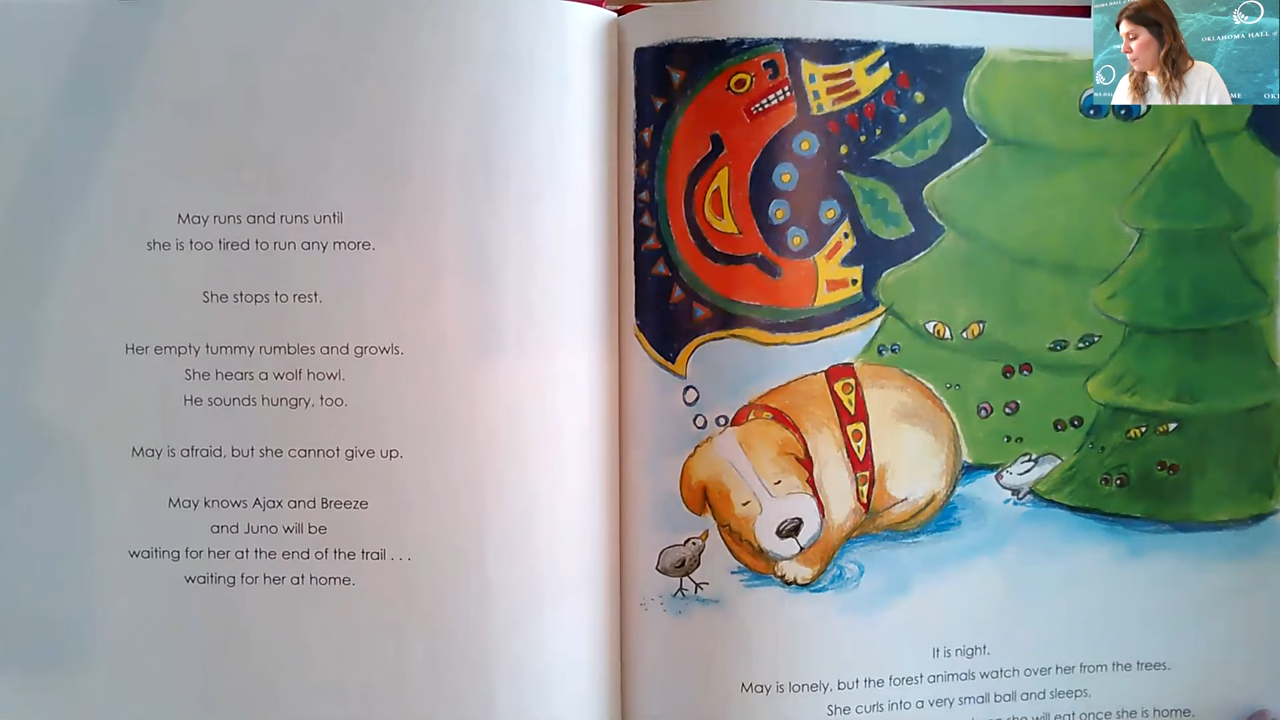 May runs and runs until
she is too tired to run any more.
She stops to rest.
Her empty tummy rumbles and growls.
She hears a wolf howl.
He sounds hungry, too.
May is afraid, but she cannot give up.
May knows Ajax and Breeze
and Juno will be
waiting for her at the end of the trail . . .
waiting for her at home.
OKLAHOMA HALL
It is night.
May is lonely, but the forest animals watch over her from the trees.
She curls into a very small ball and sleeps,
she will eat once she is home.